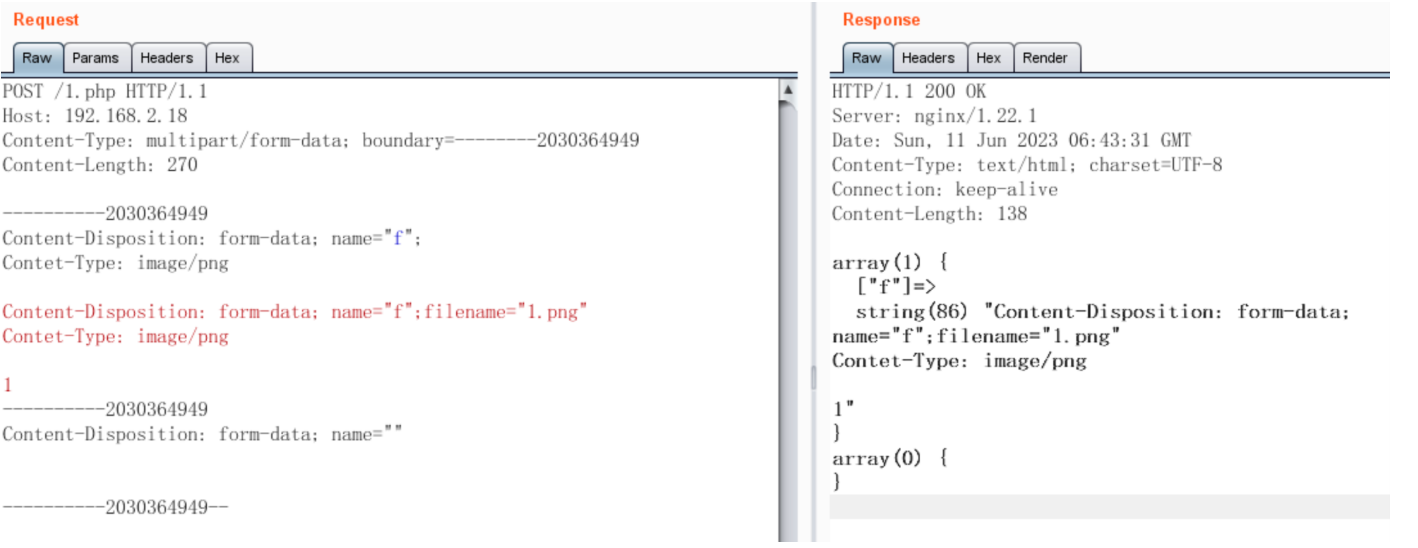 Request
Raw Params Headers Hex
POST /1.php HTTP/1.1
Host: 192.168.2.18
Content-Type: multipart/form-data; boundary=--------2030364949
Content-Length: 270
----------2030364949
Content-Disposition: form-data; name="f";
Contet-Type: image/png
Content-Disposition: form-data; name="f";filename="1.png"
Contet-Type: image/png
1
----------2030364949
Content-Disposition: form-data; name=""
----------2030364949--
Response
Raw Headers Hex Render
HTTP/1.1 200 OK
Server: nginx/1.22.1
Date: Sun, 11 Jun 2023 06:43:31 GMT
Content-Type: text/html; charset=UTF-8
Connection: keep-alive
Content-Length: 138
array(1) {
["f"]=>
string(86) "Content-Disposition: form-data;
name="f";filename="1.png"
Contet-Type: image/png
1"
}
array(0) {
}